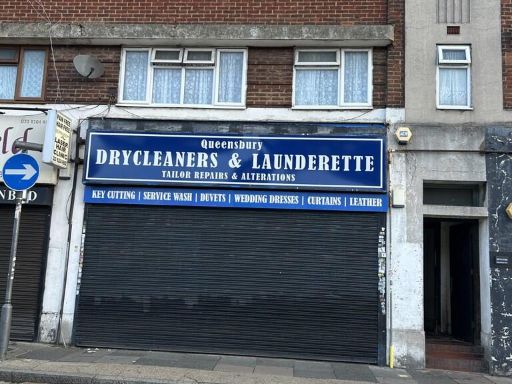 Queensbury
DRYCLEANERS & LAUNDERETTE
TAILOR REPAIRS & ALTERATIONS
KEY CUTTING | SERVICE WASH | DUVETS | WEDDING DRESSES | CURTAINS | LEATHER